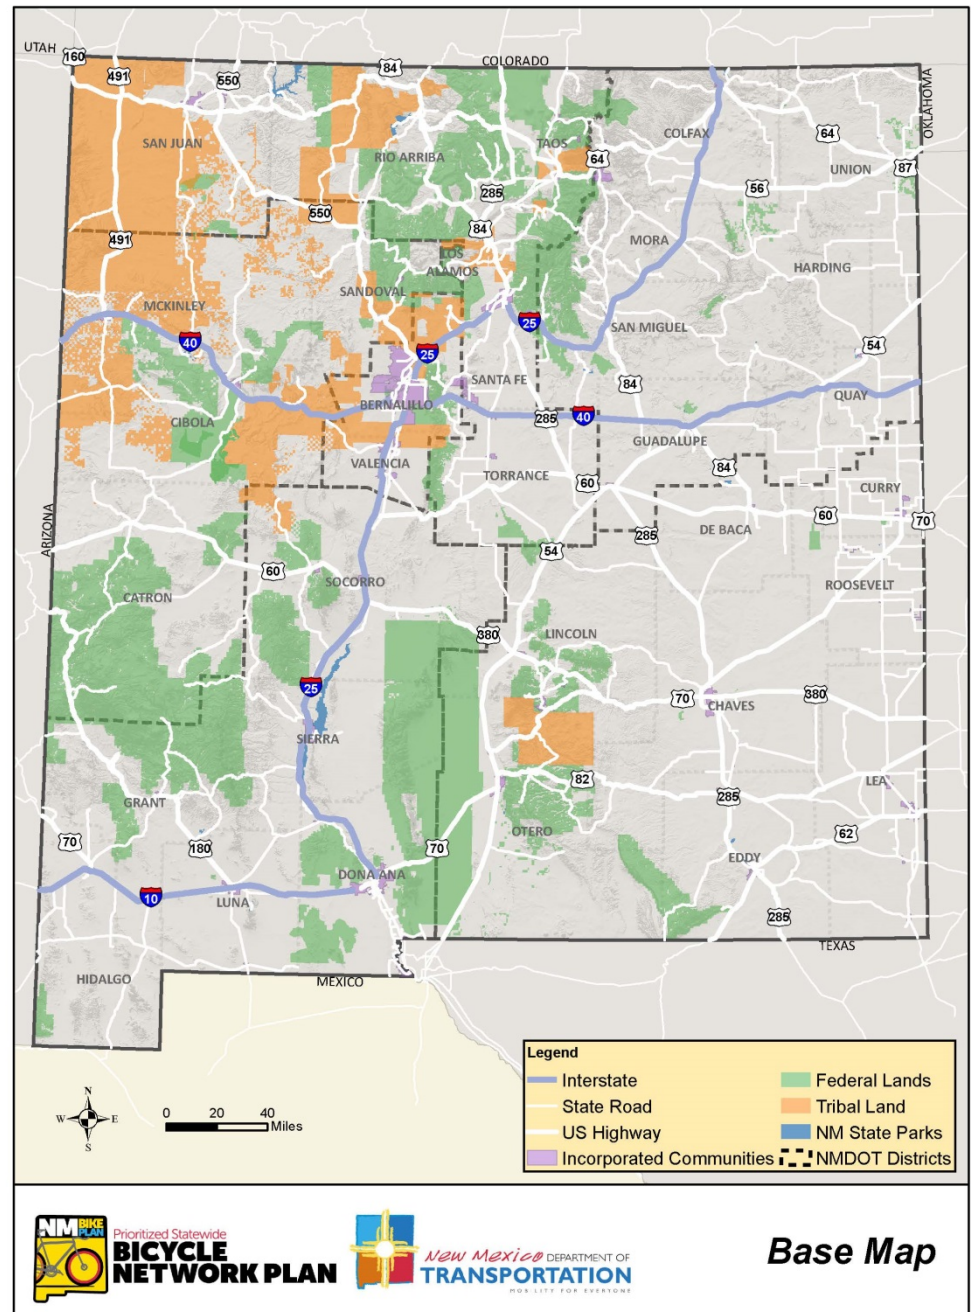 UTAH
160
491
550
84
COLORADO
OKLAHOMA
SAN JUAN
RIO ARRIBA
TAOS
64
COLFAX
64
UNION
87
56
285
550
491
84
MORA
LOS
ALAMOS
HARDING
SANDOVAL
MCKINLEY
40
25
25
SAN MIGUEL
54
SANTA FE
84
QUAY
BERNALILLO
285
40
CIBOLA
GUADALUPE
VALENCIA
TORRANCE
84
60
CURRY
ARIZONA
285
DE BACA
60
70
54
60
SOCORRO
ROOSEVELT
CATRON
380
LINCOLN
25
70
380
CHAVES
SIERRA
82
LEA
285
GRANT
OTERO
62
70
180
70
EDDY
DONA ANA
10
LUNA
285
TEXAS
HIDALGO
MEXICO
Legend
Interstate
State Road
US Highway
Incorporated Communities
Federal Lands
Tribal Land
NM State Parks
NMDOT Districts
N
W E
S
0 20 40
Miles
NM BIKE PLAN
Prioritized Statewide
BICYCLE
NETWORK PLAN
New Mexico DEPARTMENT OF
TRANSPORTATION
MOBILITY FOR EVERYONE
Base Map